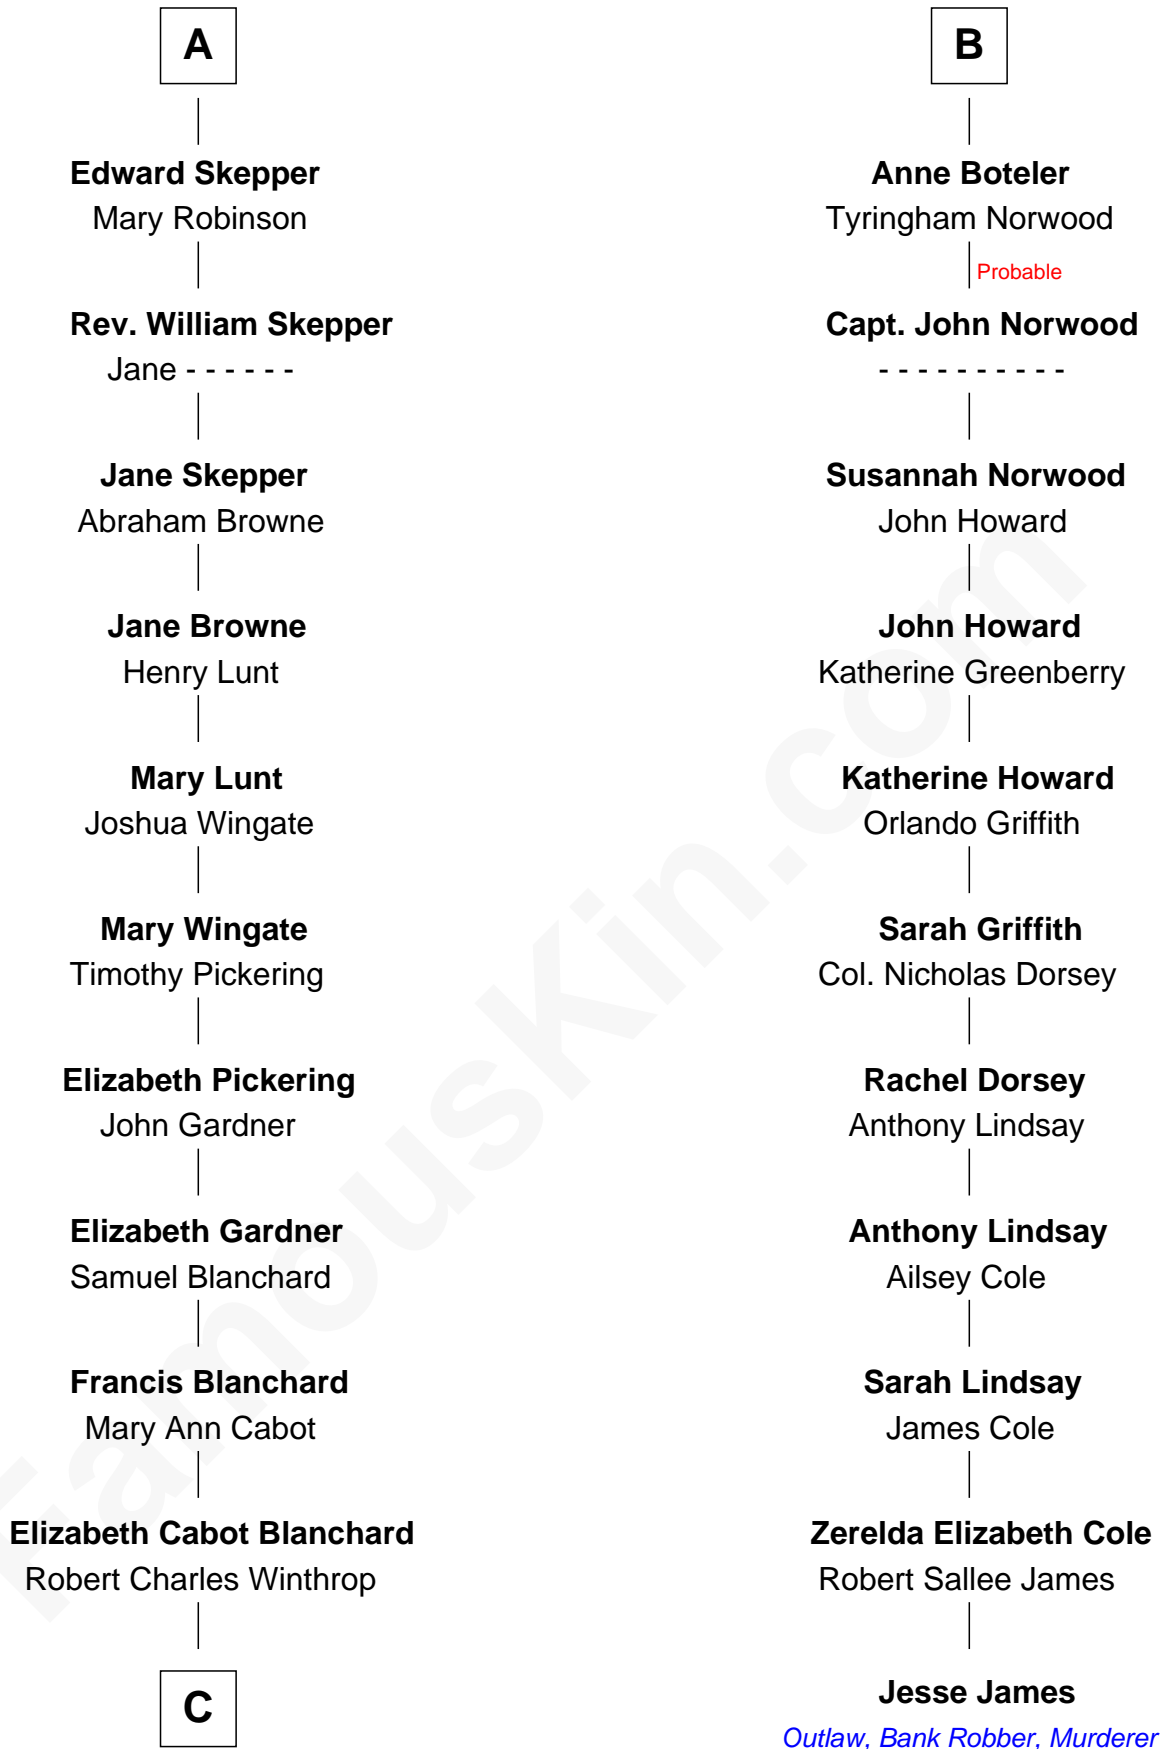 A
Edward Skepper
Mary Robinson
Rev. William Skepper
Jane - - - - - -
Jane Skepper
Abraham Browne
Jane Browne
Henry Lunt
Mary Lunt
Joshua Wingate
Mary Wingate
Timothy Pickering
Elizabeth Pickering
John Gardner
Elizabeth Gardner
Samuel Blanchard
Francis Blanchard
Mary Ann Cabot
Elizabeth Cabot Blanchard
Robert Charles Winthrop
C
B
Anne Boteler
Tyringham Norwood
Probable
Capt. John Norwood
- - - - - - - - - -
Susannah Norwood
John Howard
John Howard
Katherine Greenberry
Katherine Howard
Orlando Griffith
Sarah Griffith
Col. Nicholas Dorsey
Rachel Dorsey
Anthony Lindsay
Anthony Lindsay
Ailsey Cole
Sarah Lindsay
James Cole
Zerelda Elizabeth Cole
Robert Sallee James
Jesse James
Outlaw, Bank Robber, Murderer
FamousKin.com